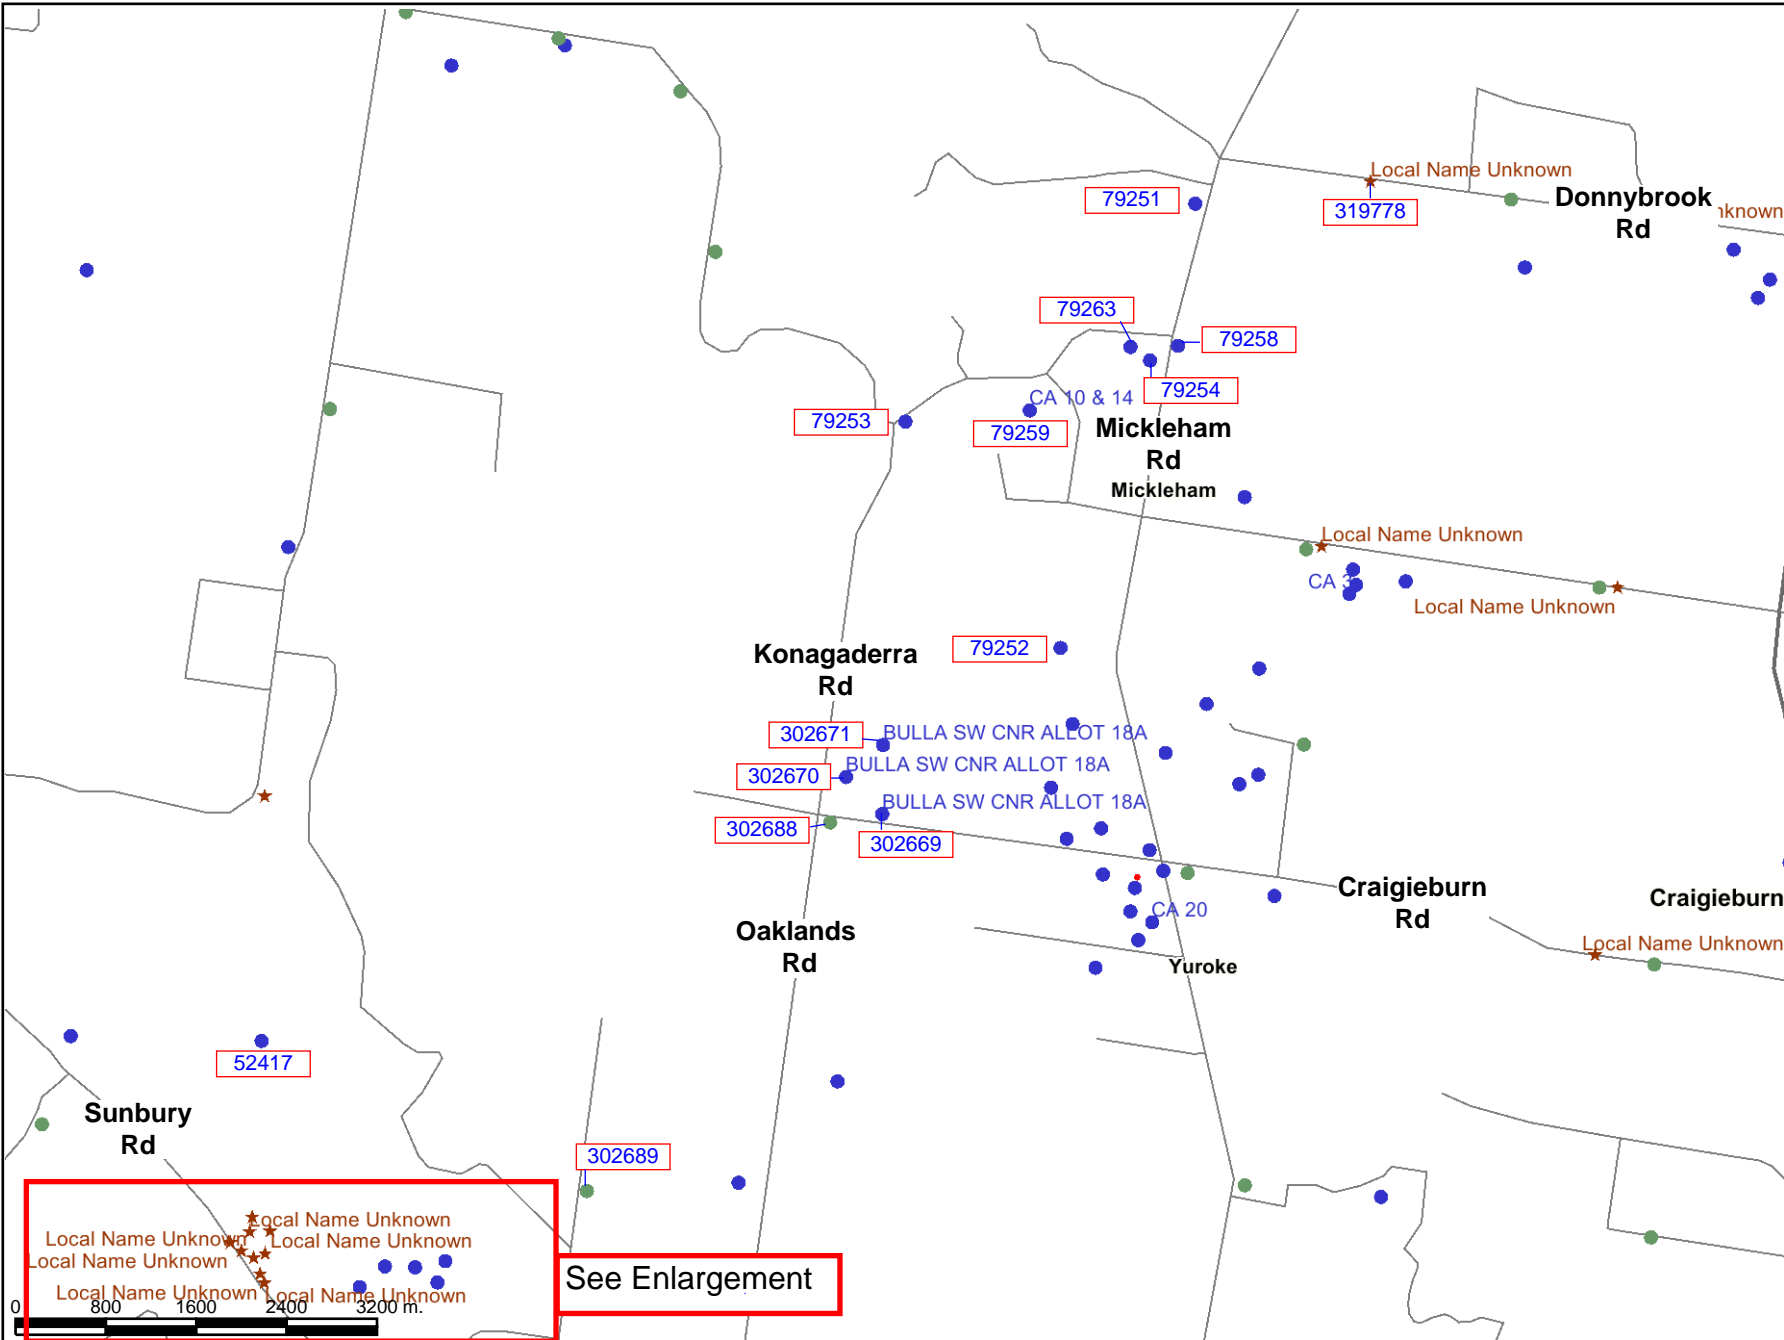 Local Name Unknown
79251
319778
Donnybrook
Rd
nknown
79263
79258
79254
CA 10 & 14
79253
79259
Mickleham
Rd
Mickleham
Local Name Unknown
CA 3
Local Name Unknown
79252
Konagaderra
Rd
302671
BULLA SW CNR ALLOT 18A
302670
BULLA SW CNR ALLOT 18A
BULLA SW CNR ALLOT 18A
302688
302669
Craigieburn
Rd
Craigieburn
CA 20
Oaklands
Rd
Local Name Unknown
Yuroke
52417
Sunbury
Rd
302689
Local Name Unknown
Local Name Unknown
Local Name Unknown
Local Name Unknown
See Enlargement
Local Name Unknown
Local Name Unknown
0 800 1600 2400 3200 m.